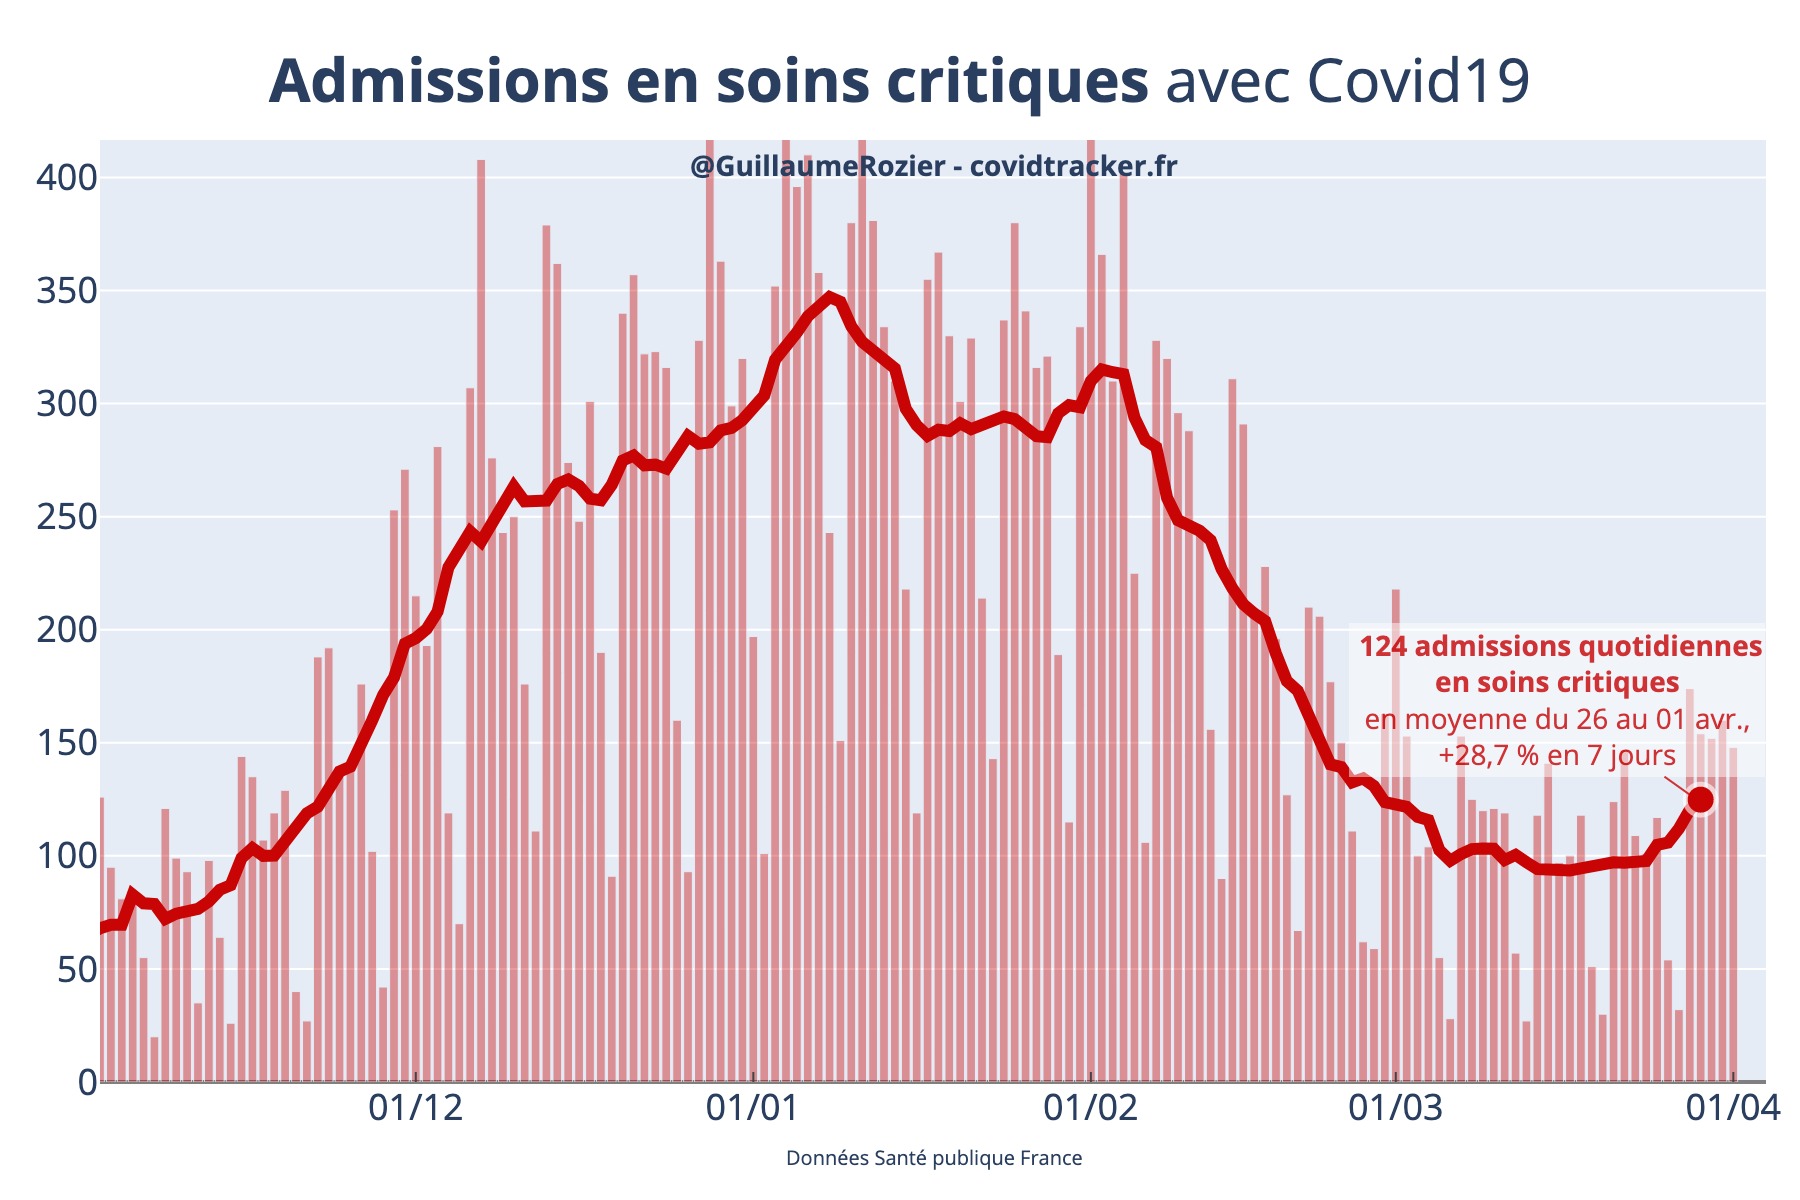 Admissions en soins critiques avec Covid19
@GuillaumeRozier - covidtracker.fr
400
350
300
250
200
150
100
50
0
124 admissions quotidiennes
en soins critiques
en moyenne du 26 au 01 avr.,
+28,7 % en 7 jours
01/12
01/01
01/02
01/03
01/04
Données Santé publique France